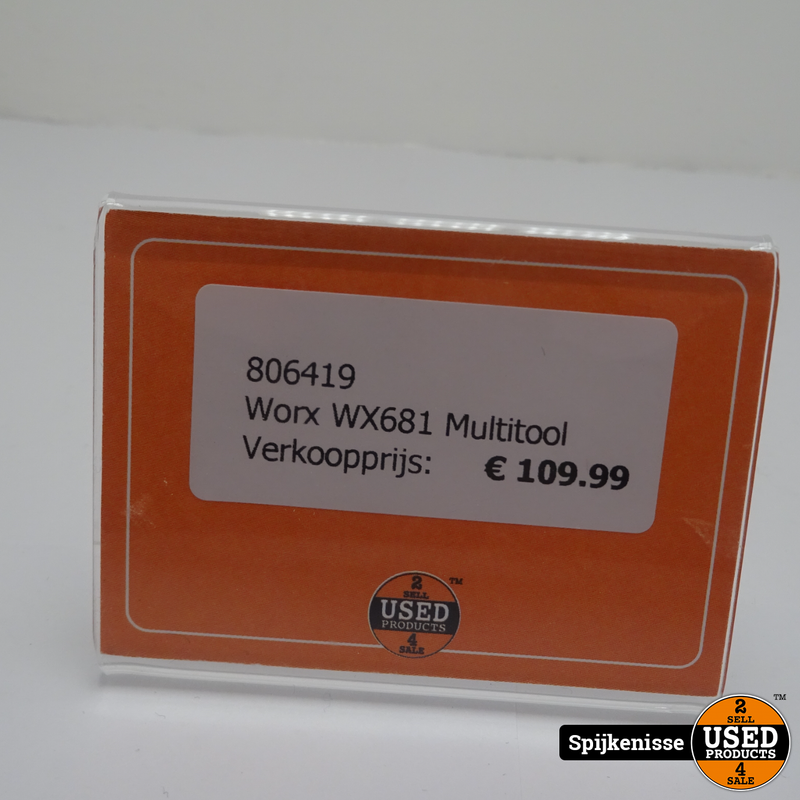 806419
Worx WX681 Multitool
Verkoopprijs: € 109.99
2
SELL
USED
PRODUCTS
4
SALE
TM
Spijkenisse
2
SELL
USED
PRODUCTS
4
SALE
TM